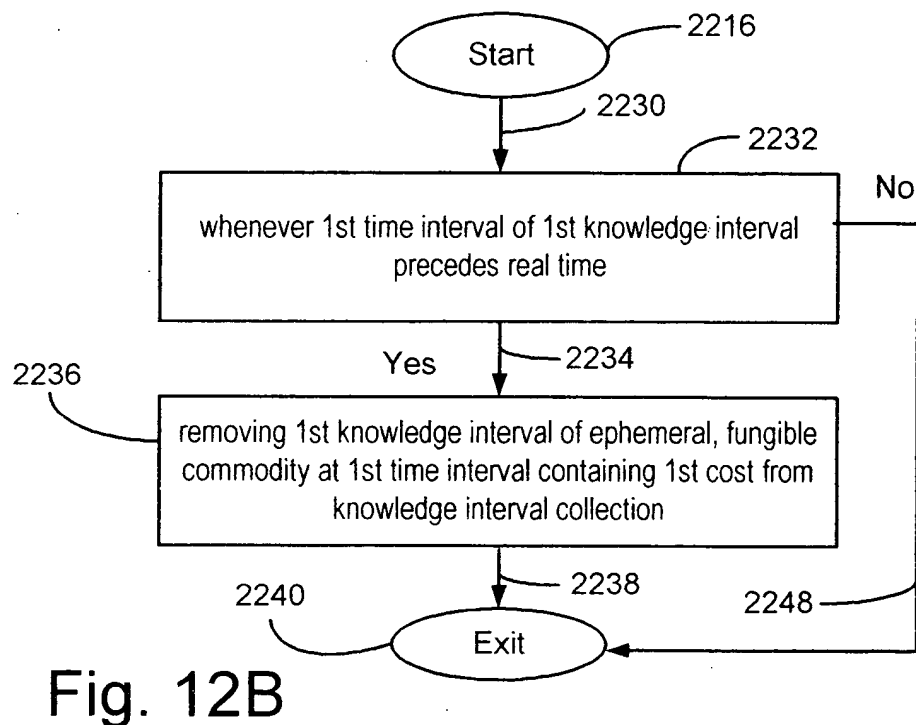 2216
Start
2230
2232
No
whenever 1st time interval of 1st knowledge interval
precedes real time
Yes
2234
2236
removing 1st knowledge interval of ephemeral, fungible
commodity at 1st time interval containing 1st cost from
knowledge interval collection
2238
2240
2248
Exit
Fig. 12B